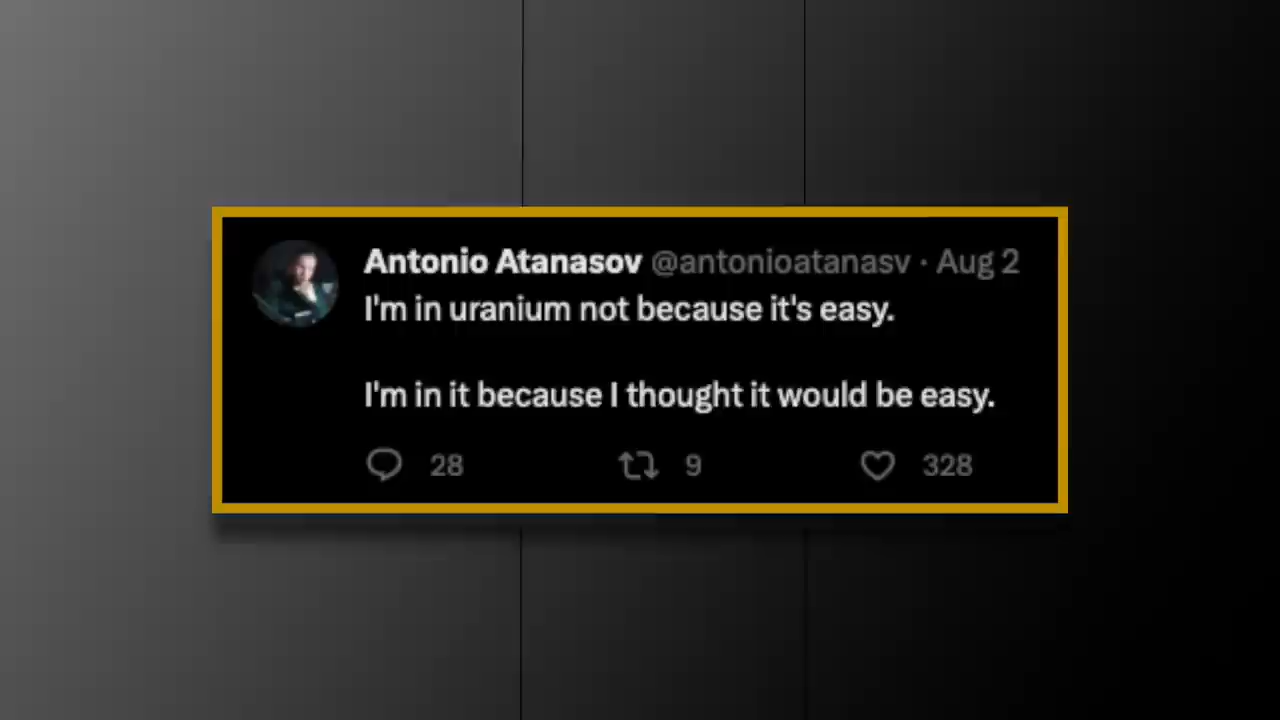 Antonio Atanasov @antonioatanasv · Aug 2
I'm in uranium not because it's easy.
I'm in it because I thought it would be easy.
28 9 328